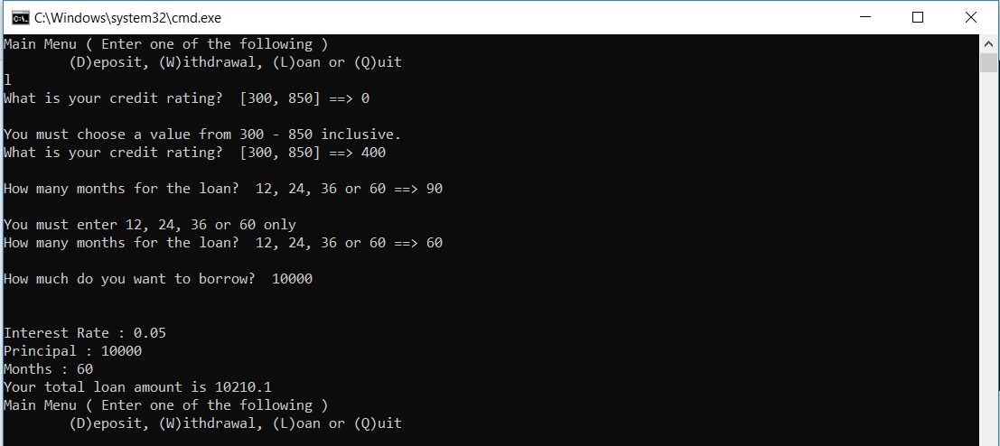 C:\Windows\system32\cmd.exe
Main Menu ( Enter one of the following )
        (D)eposit, (W)ithdrawal, (L)oan or (Q)uit
l
What is your credit rating?  [300, 850] ==> 0
You must choose a value from 300 - 850 inclusive.
What is your credit rating?  [300, 850] ==> 400
How many months for the loan?  12, 24, 36 or 60 ==> 90
You must enter 12, 24, 36 or 60 only
How many months for the loan?  12, 24, 36 or 60 ==> 60
How much do you want to borrow?  10000
Interest Rate : 0.05
Principal : 10000
Months : 60
Your total loan amount is 10210.1
Main Menu ( Enter one of the following )
        (D)eposit, (W)ithdrawal, (L)oan or (Q)uit